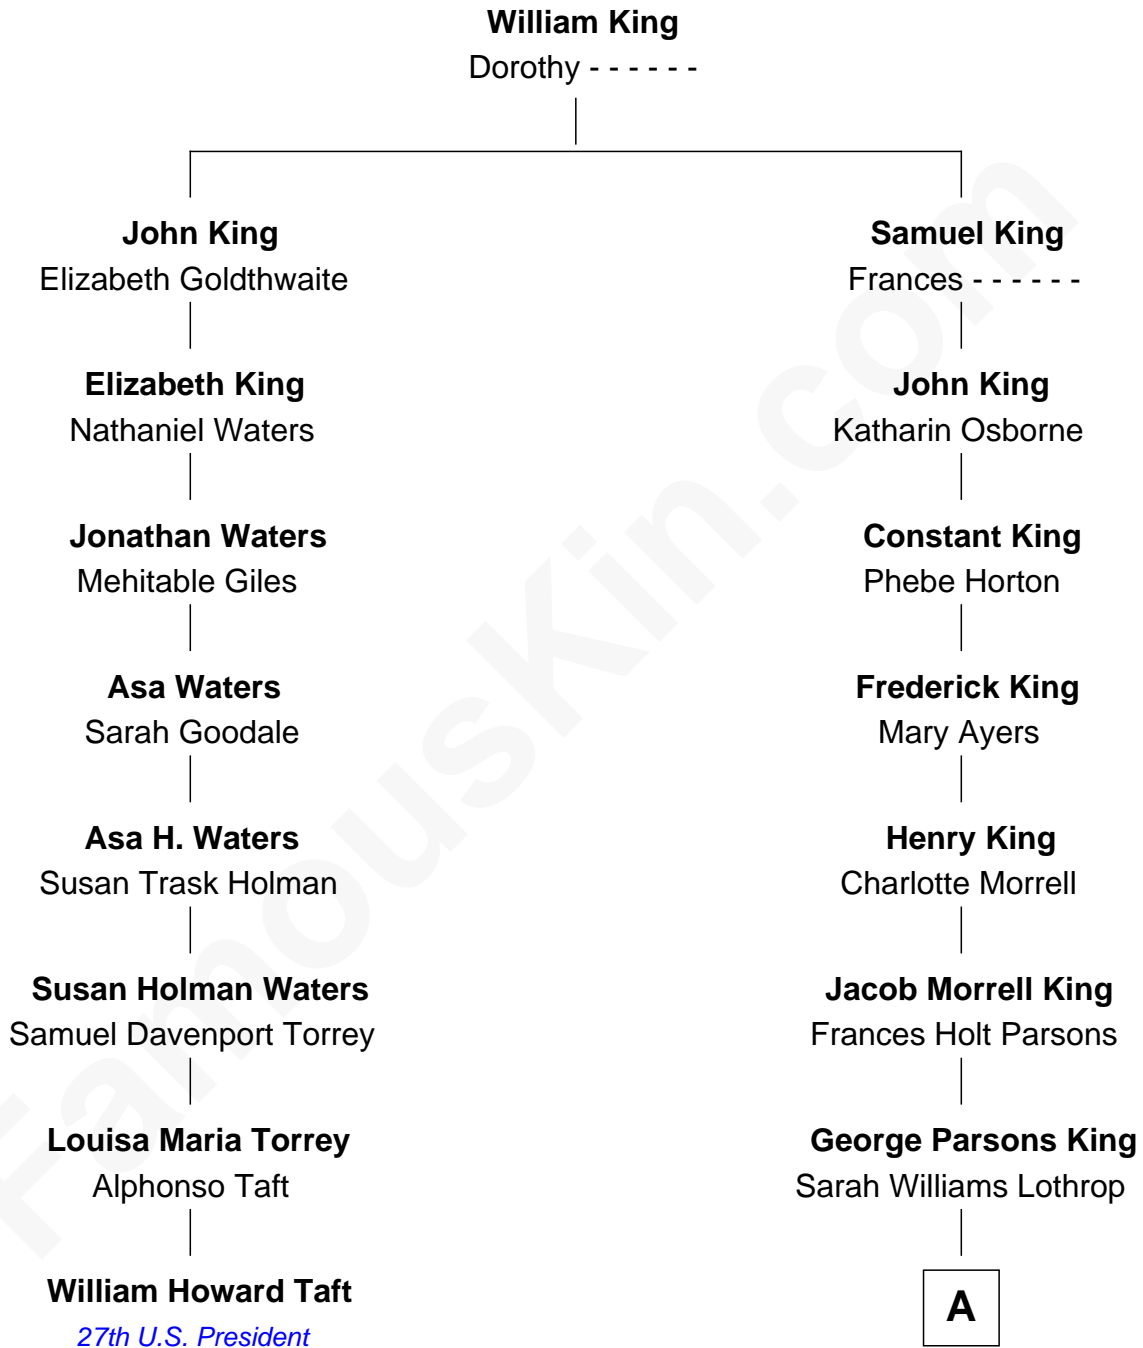 William King
Dorothy - - - - - -
John King
Elizabeth Goldthwaite
Samuel King
Frances - - - - - -
Elizabeth King
Nathaniel Waters
John King
Katharin Osborne
Jonathan Waters
Mehitable Giles
Constant King
Phebe Horton
Asa Waters
Sarah Goodale
Frederick King
Mary Ayers
Asa H. Waters
Susan Trask Holman
Henry King
Charlotte Morrell
Susan Holman Waters
Samuel Davenport Torrey
Jacob Morrell King
Frances Holt Parsons
Louisa Maria Torrey
Alphonso Taft
George Parsons King
Sarah Williams Lothrop
William Howard Taft
27th U.S. President
A
FamousKin.com